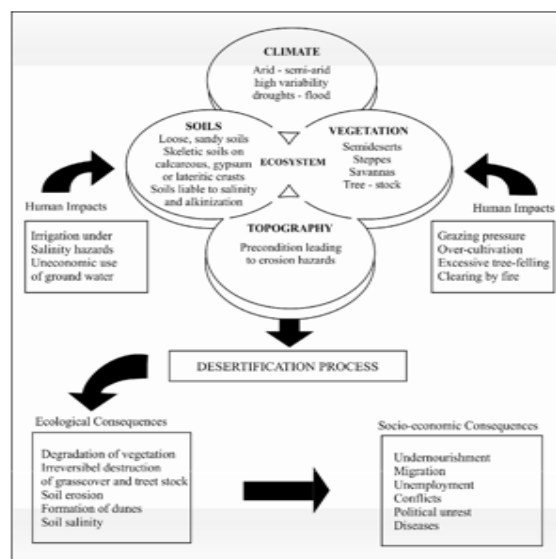 CLIMATE
Arid - semi-arid
high variability
droughts - flood
SOILS
Loose, sandy soils
Skeletic soils on
calcareous, gypsum
or lateritic crusts
Soils liable to salinity
and alkinization
ECOSYSTEM
VEGETATION
Semideserts
Steppes
Savannas
Tree - stock
TOPOGRAPHY
Precondition leading
to erosion hazards
Human Impacts
Irrigation under
Salinity hazards
Uneconomic use
of ground water
Human Impacts
Grazing pressure
Over-cultivation
Excessive tree-felling
Clearing by fire
DESERTIFICATION PROCESS
Ecological Consequences
Degradation of vegetation
Irreversibel destruction
of grasscover and treet stock
Soil erosion
Formation of dunes
Soil salinity
Socio-economic Consequences
Undernourishment
Migration
Unemployment
Conflicts
Political unrest
Diseases